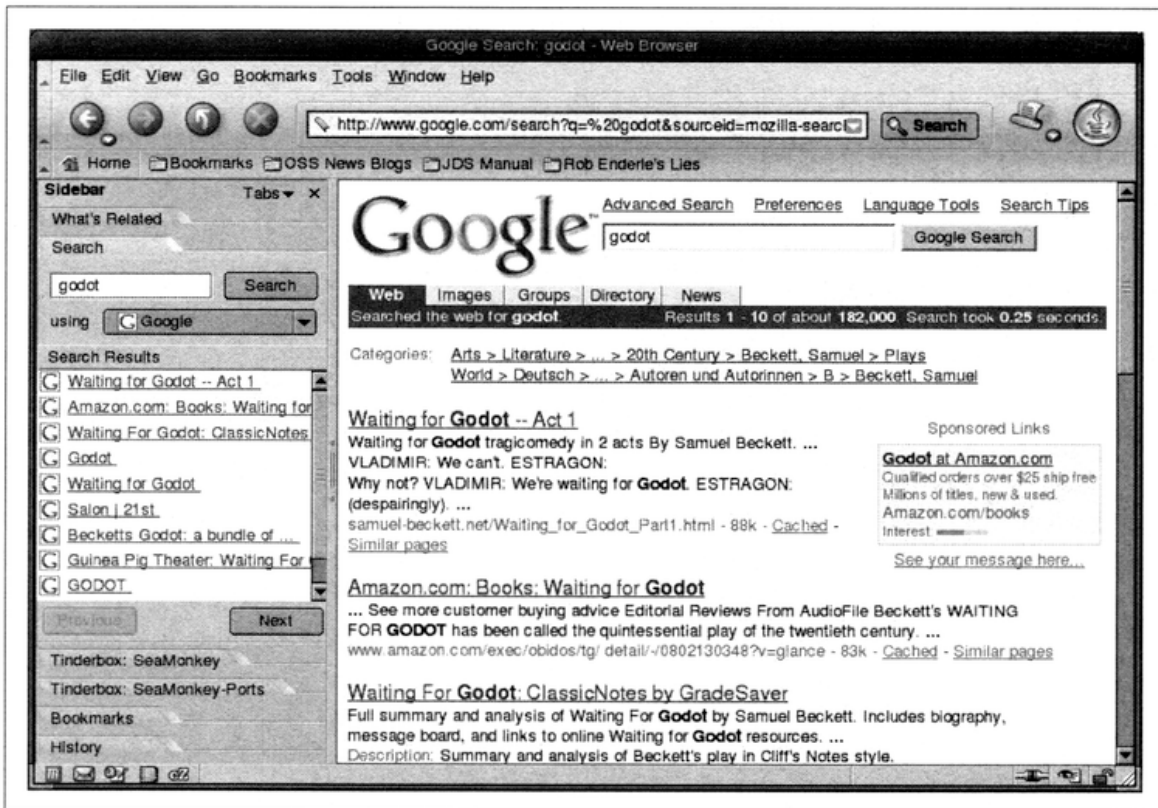 Google Search: godot - Web Browser
File Edit View Go Bookmarks Tools Window Help
http://www.google.com/search?q=%20godot&sourceid=mozilla-searcl
Search
Home Bookmarks OSS News Blogs JDS Manual Rob Enderle's Lies
Sidebar Tabs
What's Related
Search
godot Search
using Google
Search Results
Waiting for Godot -- Act 1
Amazon.com: Books: Waiting for
Waiting For Godot: ClassicNotes
Godot
Waiting for Godot
Salon | 21st
Becketts Godot: a bundle of ...
Guinea Pig Theater: Waiting For
GODOT
Previous Next
Tinderbox: SeaMonkey
Tinderbox: SeaMonkey-Ports
Bookmarks
History
Google™
Advanced Search Preferences Language Tools Search Tips
godot Google Search
Web Images Groups Directory News
Searched the web for godot. Results 1 - 10 of about 182,000. Search took 0.25 seconds.
Categories: Arts > Literature > ... > 20th Century > Beckett, Samuel > Plays
World > Deutsch > ... > Autoren und Autorinnen > B > Beckett, Samuel
Waiting for Godot -- Act 1
Waiting for Godot tragicomedy in 2 acts By Samuel Beckett. ...
VLADIMIR: We can't. ESTRAGON:
Why not? VLADIMIR: We're waiting for Godot. ESTRAGON:
(despairingly). ...
samuel-beckett.net/Waiting_for_Godot_Part1.html - 88k - Cached -
Similar pages
Sponsored Links
Godot at Amazon.com
Qualified orders over $25 ship free
Millions of titles, new & used.
Amazon.com/books
Interest:
See your message here...
Amazon.com: Books: Waiting for Godot
... See more customer buying advice Editorial Reviews From AudioFile Beckett's WAITING
FOR GODOT has been called the quintessential play of the twentieth century. ...
www.amazon.com/exec/obidos/tg/ detail/-/0802130348?v=glance - 83k - Cached - Similar pages
Waiting For Godot: ClassicNotes by GradeSaver
Full summary and analysis of Waiting For Godot by Samuel Beckett. Includes biography,
message board, and links to online Waiting for Godot resources. ...
Description: Summary and analysis of Beckett's play in Cliff's Notes style.